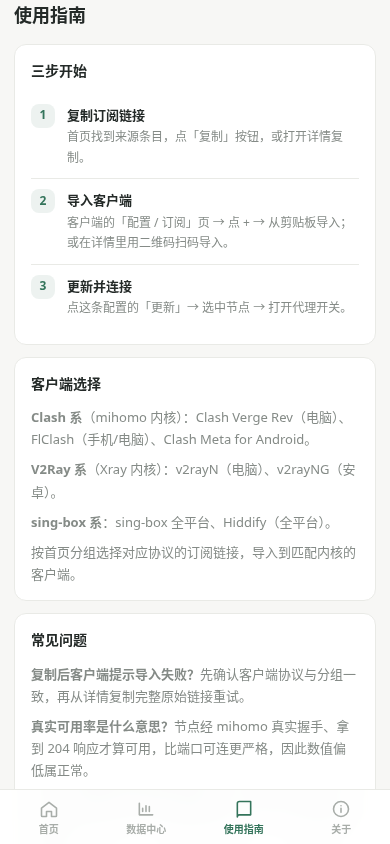 使用指南
三步开始
1
复制订阅链接
首页找到来源条目，点「复制」按钮，或打开详情复
制。
2
导入客户端
客户端的「配置 / 订阅」页 → 点 + → 从剪贴板导入；
或在详情里用二维码扫码导入。
3
更新并连接
点这条配置的「更新」→ 选中节点 → 打开代理开关。
客户端选择
Clash 系（mihomo 内核）：Clash Verge Rev（电脑）、
FlClash（手机/电脑）、Clash Meta for Android。
V2Ray 系（Xray 内核）：v2rayN（电脑）、v2rayNG（安
卓）。
sing-box 系：sing-box 全平台、Hiddify（全平台）。
按首页分组选择对应协议的订阅链接，导入到匹配内核的
客户端。
常见问题
复制后客户端提示导入失败？先确认客户端协议与分组一
致，再从详情复制完整原始链接重试。
真实可用率是什么意思？节点经 mihomo 真实握手、拿
到 204 响应才算可用，比端口可连更严格，因此数值偏
低属正常。
首页
数据中心
使用指南
关于